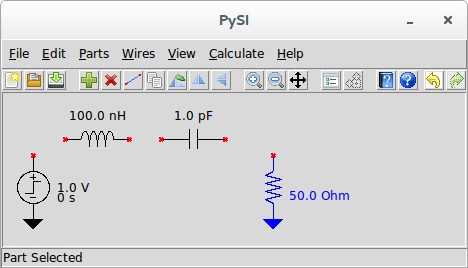 PySI
File Edit Parts Wires View Calculate Help
100.0 nH 1.0 pF
1.0 V
0 s
50.0 Ohm
Part Selected